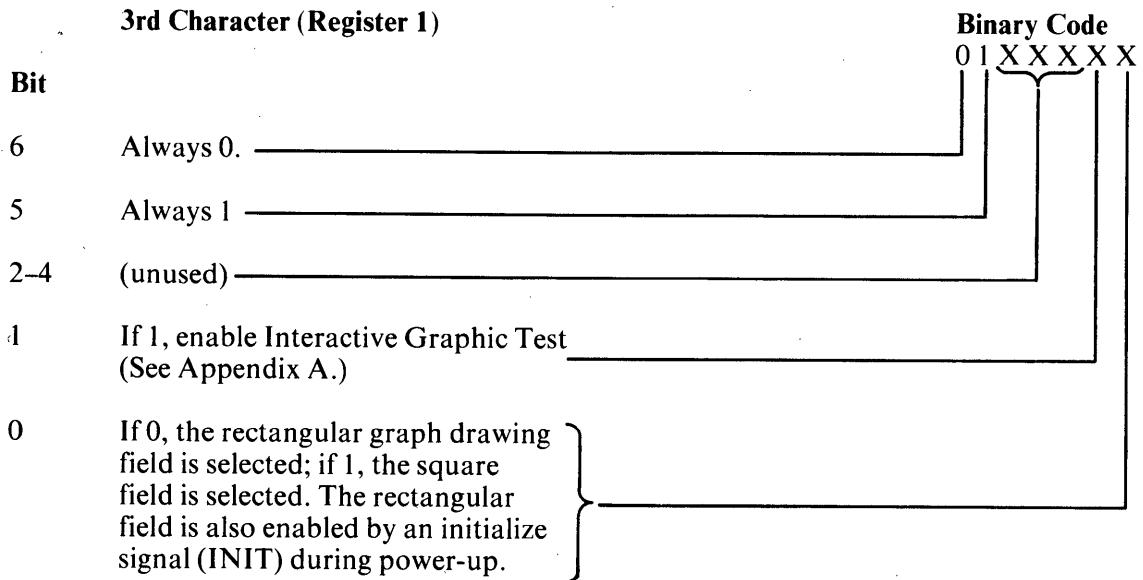 3rd Character (Register 1)
Binary Code
0 1 X X X X X
Bit
6 Always 0.
5 Always 1
2–4 (unused)
1 If 1, enable Interactive Graphic Test
(See Appendix A.)
0 If 0, the rectangular graph drawing
field is selected; if 1, the square
field is selected. The rectangular
field is also enabled by an initialize
signal (INIT) during power-up.